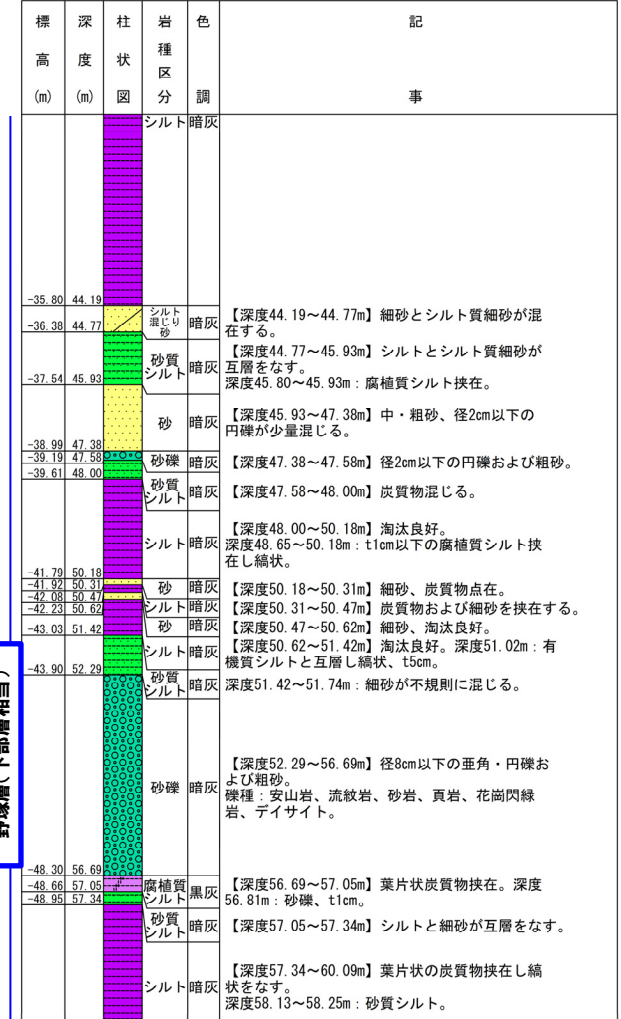 標高(m) 深度(m) 柱状図 岩種区分 色調 記事
シルト 暗灰
-35.80 44.19
シルト混じり砂 暗灰 【深度44.19～44.77m】細砂とシルト質細砂が混
在する。
-36.38 44.77
砂質シルト 暗灰 【深度44.77～45.93m】シルトとシルト質細砂が
互層をなす。
深度45.80～45.93m：腐植質シルト挟在。
-37.54 45.93
砂 暗灰 【深度45.93～47.38m】中・粗砂、径2cm以下の
円礫が少量混じる。
-38.99 47.38
砂礫 暗灰 【深度47.38～47.58m】径2cm以下の円礫および粗砂。
-39.19 47.58
砂質シルト 暗灰 【深度47.58～48.00m】炭質物混じる。
-39.61 48.00
シルト 暗灰 【深度48.00～50.18m】淘汰良好。
深度48.65～50.18m：t1cm以下の腐植質シルト挟
在し縞状。
-41.79 50.18
砂 暗灰 【深度50.18～50.31m】細砂、炭質物点在。
-41.92 50.31
シルト 暗灰 【深度50.31～50.47m】炭質物および細砂を挟在する。
-42.08 50.47
砂 暗灰 【深度50.47～50.62m】細砂、淘汰良好。
-42.23 50.62
シルト 暗灰 【深度50.62～51.42m】淘汰良好。深度51.02m：有
機質シルトと互層し縞状、t5cm。
-43.03 51.42
砂質シルト 暗灰 深度51.42～51.74m：細砂が不規則に混じる。
-43.90 52.29
砂礫 暗灰 【深度52.29～56.69m】径8cm以下の亜角・円礫お
よび粗砂。
礫種：安山岩、流紋岩、砂岩、頁岩、花崗閃緑
岩、デイサイト。
-48.30 56.69
腐植質シルト 黒灰 【深度56.69～57.05m】葉片状炭質物挟在。深度
56.81m：砂礫、t1cm。
-48.66 57.05
砂質シルト 暗灰 【深度57.05～57.34m】シルトと細砂が互層をなす。
-48.95 57.34
シルト 暗灰 【深度57.34～60.09m】葉片状の炭質物挟在し縞
状をなす。
深度58.13～58.25m：砂質シルト。
野塚層(下部層相当)